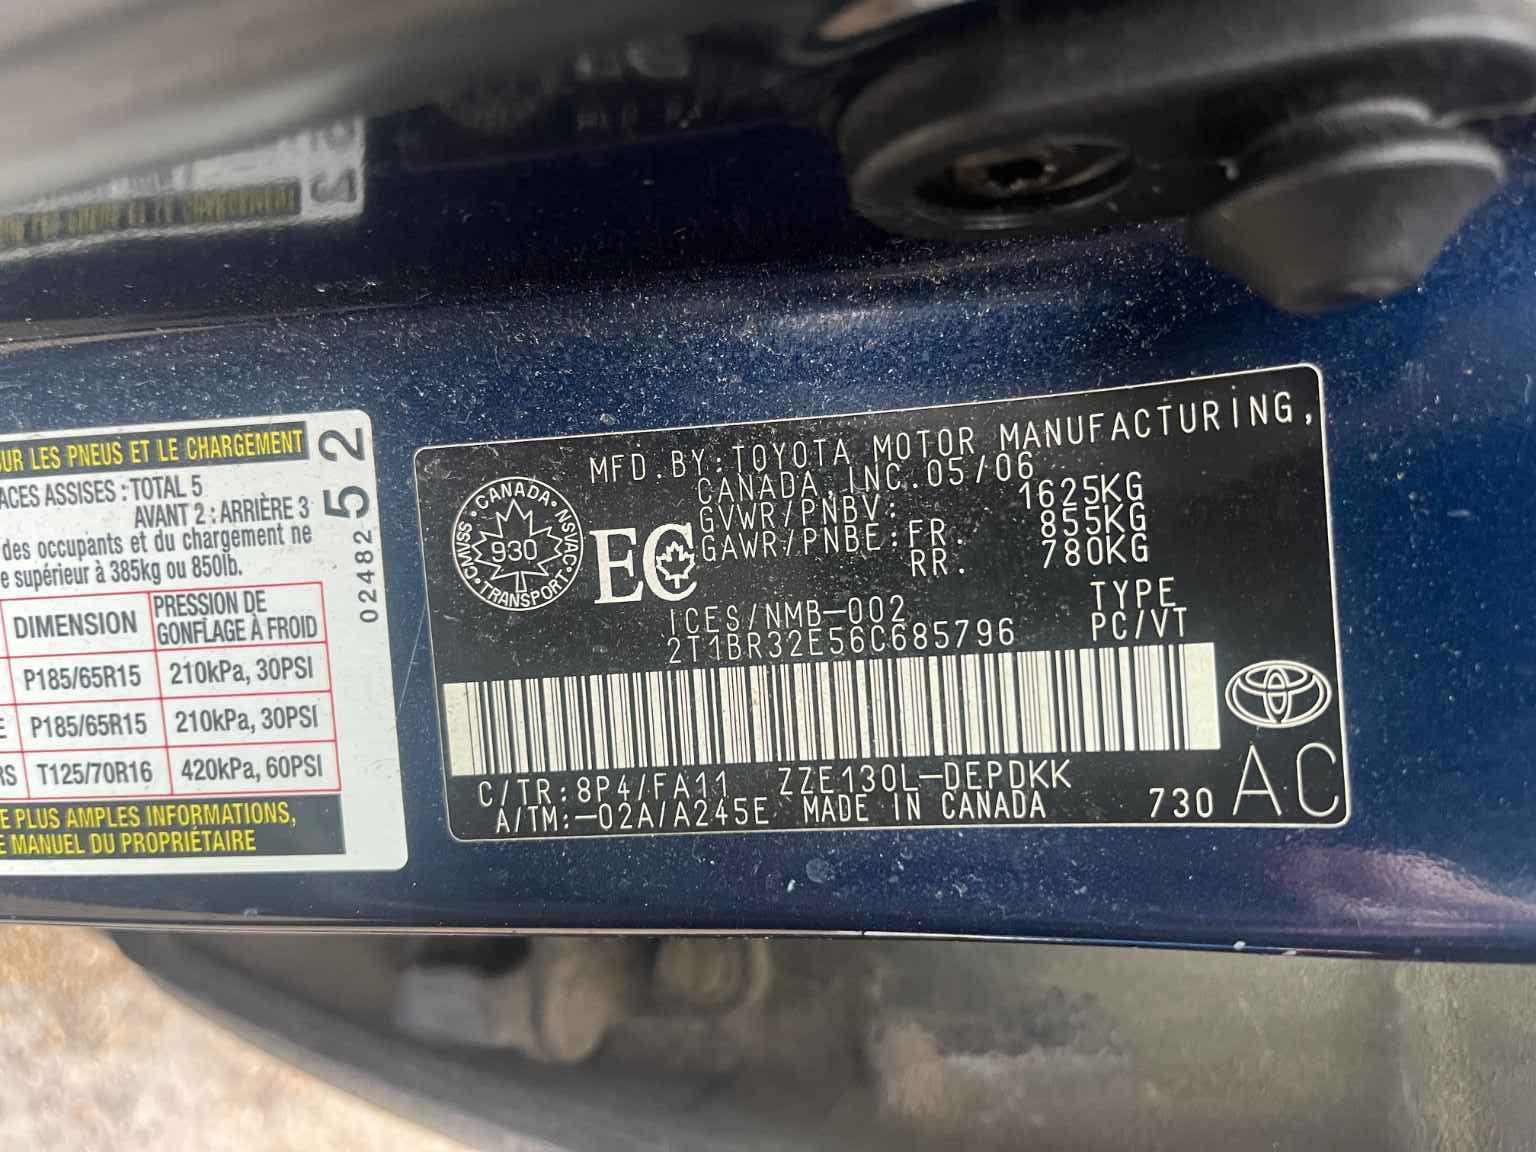 UR LES PNEUS ET LE CHARGEMENT
ACES ASSISES : TOTAL 5
AVANT 2 : ARRIÈRE 3
des occupants et du chargement ne
e supérieur à 385kg ou 850lb.
DIMENSION PRESSION DE GONFLAGE À FROID
P185/65R15 210kPa, 30PSI
E P185/65R15 210kPa, 30PSI
RS T125/70R16 420kPa, 60PSI
E PLUS AMPLES INFORMATIONS,
E MANUEL DU PROPRIÉTAIRE
02482 52
MFD.BY:TOYOTA MOTOR MANUFACTURING,
CANADA,INC.05/06
GVWR/PNBV: 1625KG
GAWR/PNBE:FR. 855KG
RR. 780KG
CANADA
CMVSS 930 NSVAC
TRANSPORT
EC
ICES/NMB-002 TYPE
2T1BR32E56C685796 PC/VT
C/TR:8P4/FA11 ZZE130L-DEPDKK
A/TM:-02A/A245E MADE IN CANADA 730 AC